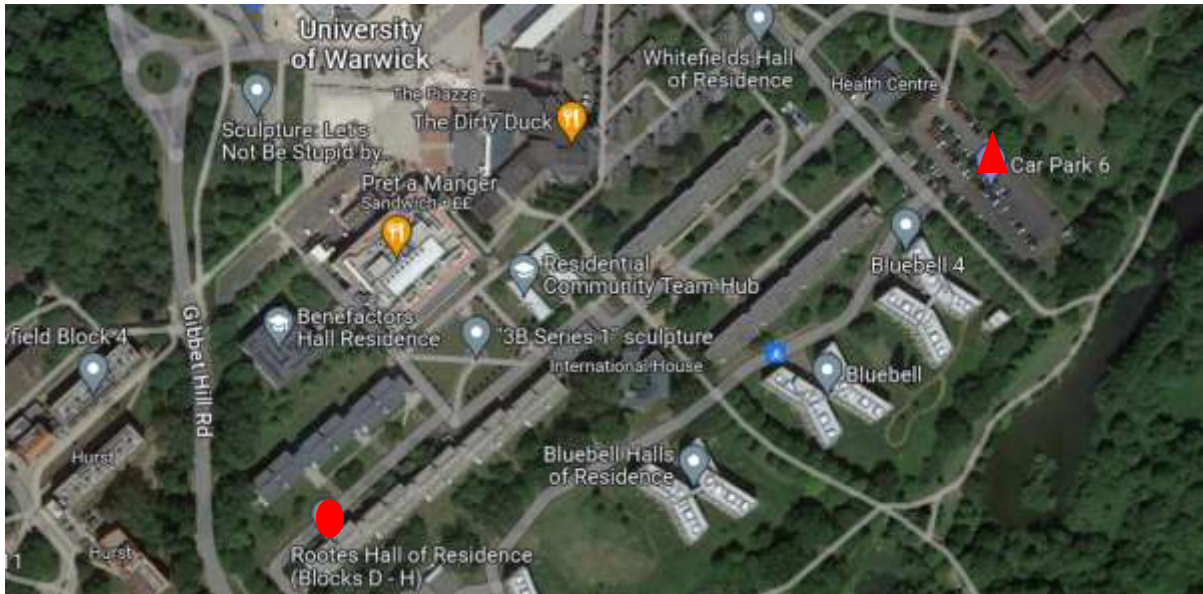 University
of Warwick
The Piazza
Sculpture: Let's
Not Be Stupid by...
The Dirty Duck
Whitefields Hall
of Residence
Health Centre
Car Park 6
Pret a Manger
Sandwich • ££
Residential
Community Team Hub
Bluebell 4
Benefactors
Hall Residence
yfield Block 4
Gibbet Hill Rd
"3B Series 1" sculpture
International House
Bluebell
Hurst
Bluebell Halls
of Residence
Hurst
11
Rootes Hall of Residence
(Blocks D - H)